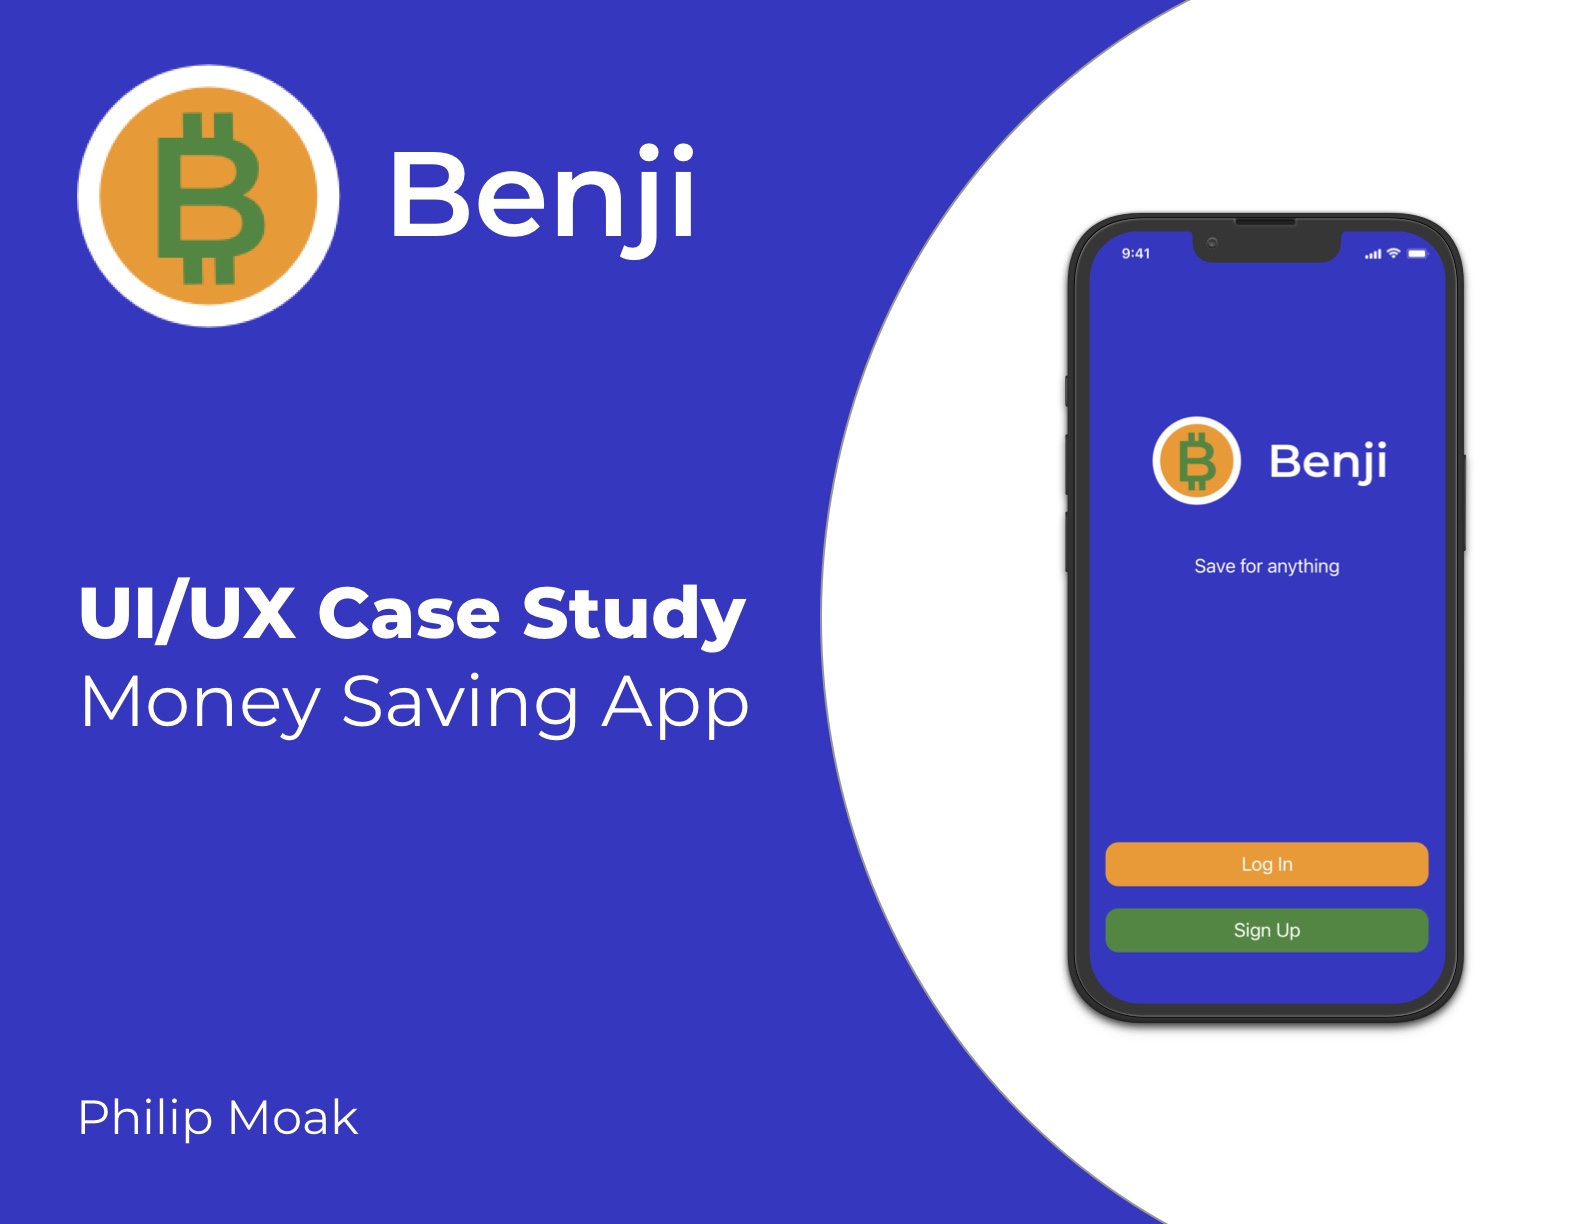 Benji
UI/UX Case Study
Money Saving App
Philip Moak
9:41
Benji
Save for anything
Log In
Sign Up